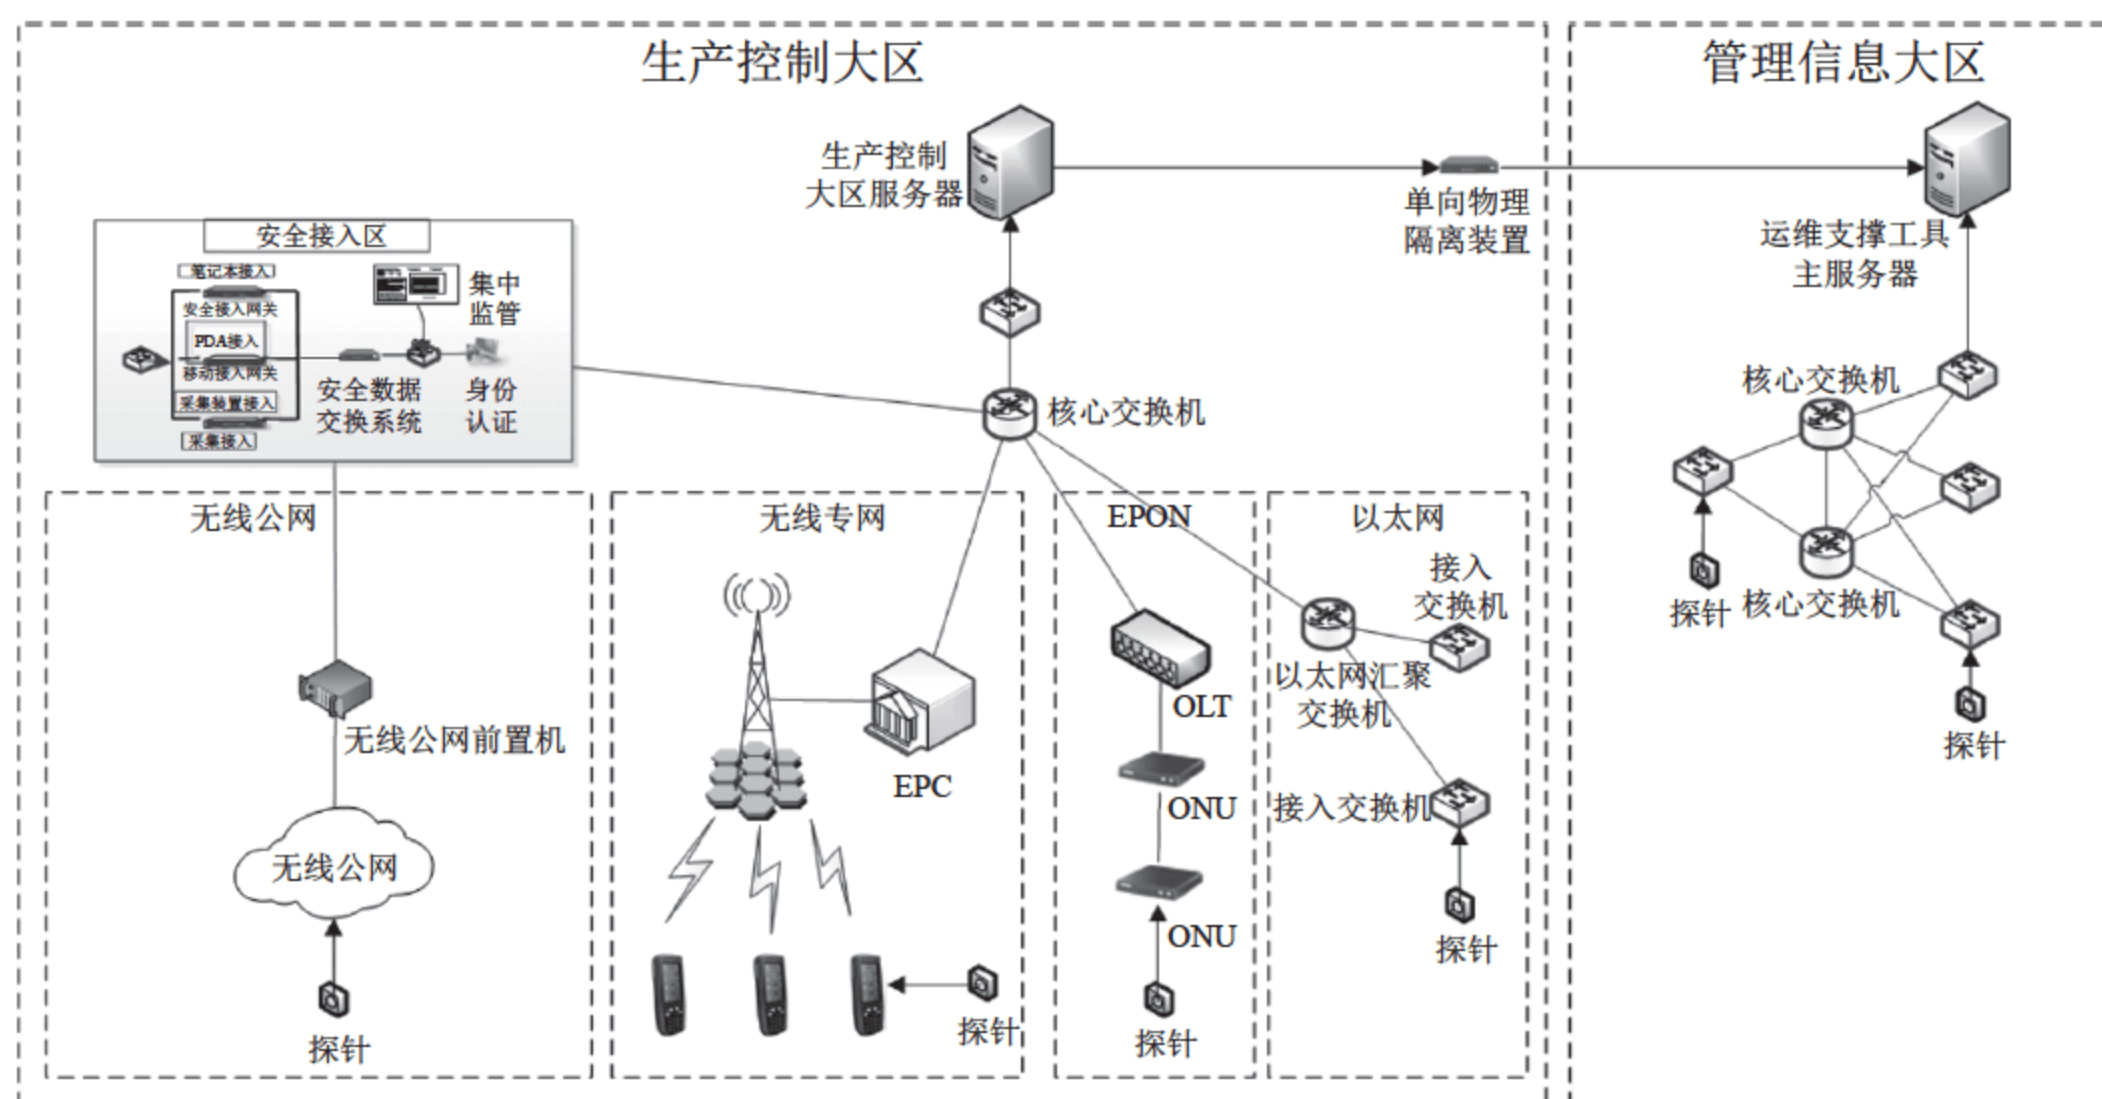 生产控制大区
管理信息大区
生产控制
大区服务器
单向物理
隔离装置
运维支撑工具
主服务器
安全接入区
笔记本接入
安全接入网关
PDA接入
移动接入网关
采集装置接入
采集接入
集中
监管
安全数据
交换系统
身份
认证
核心交换机
核心交换机
核心交换机
探针
探针
无线公网
无线公网前置机
无线公网
探针
无线专网
EPC
探针
EPON
OLT
ONU
ONU
探针
以太网
接入
交换机
以太网汇聚
交换机
接入交换机
探针